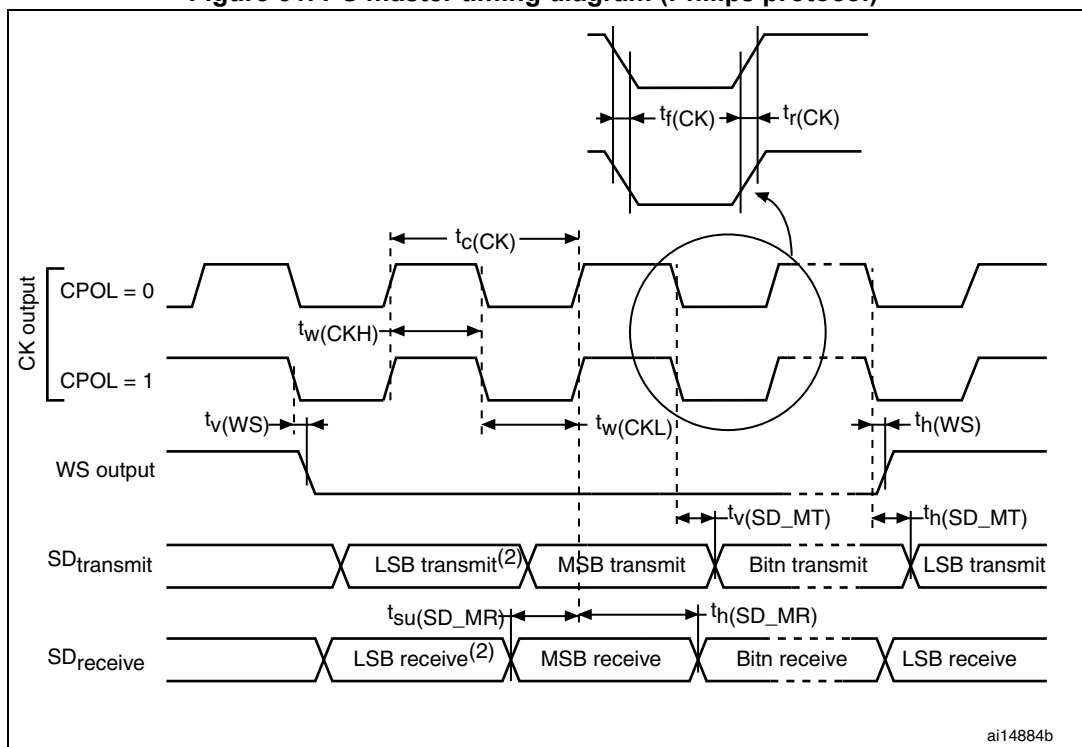 tf(CK)
tr(CK)
tc(CK)
CK output
CPOL = 0
tw(CKH)
CPOL = 1
tv(WS)
tw(CKL)
th(WS)
WS output
tv(SD_MT)
th(SD_MT)
SDtransmit
LSB transmit(2)
MSB transmit
Bitn transmit
LSB transmit
tsu(SD_MR)
th(SD_MR)
SDreceive
LSB receive(2)
MSB receive
Bitn receive
LSB receive
ai14884b